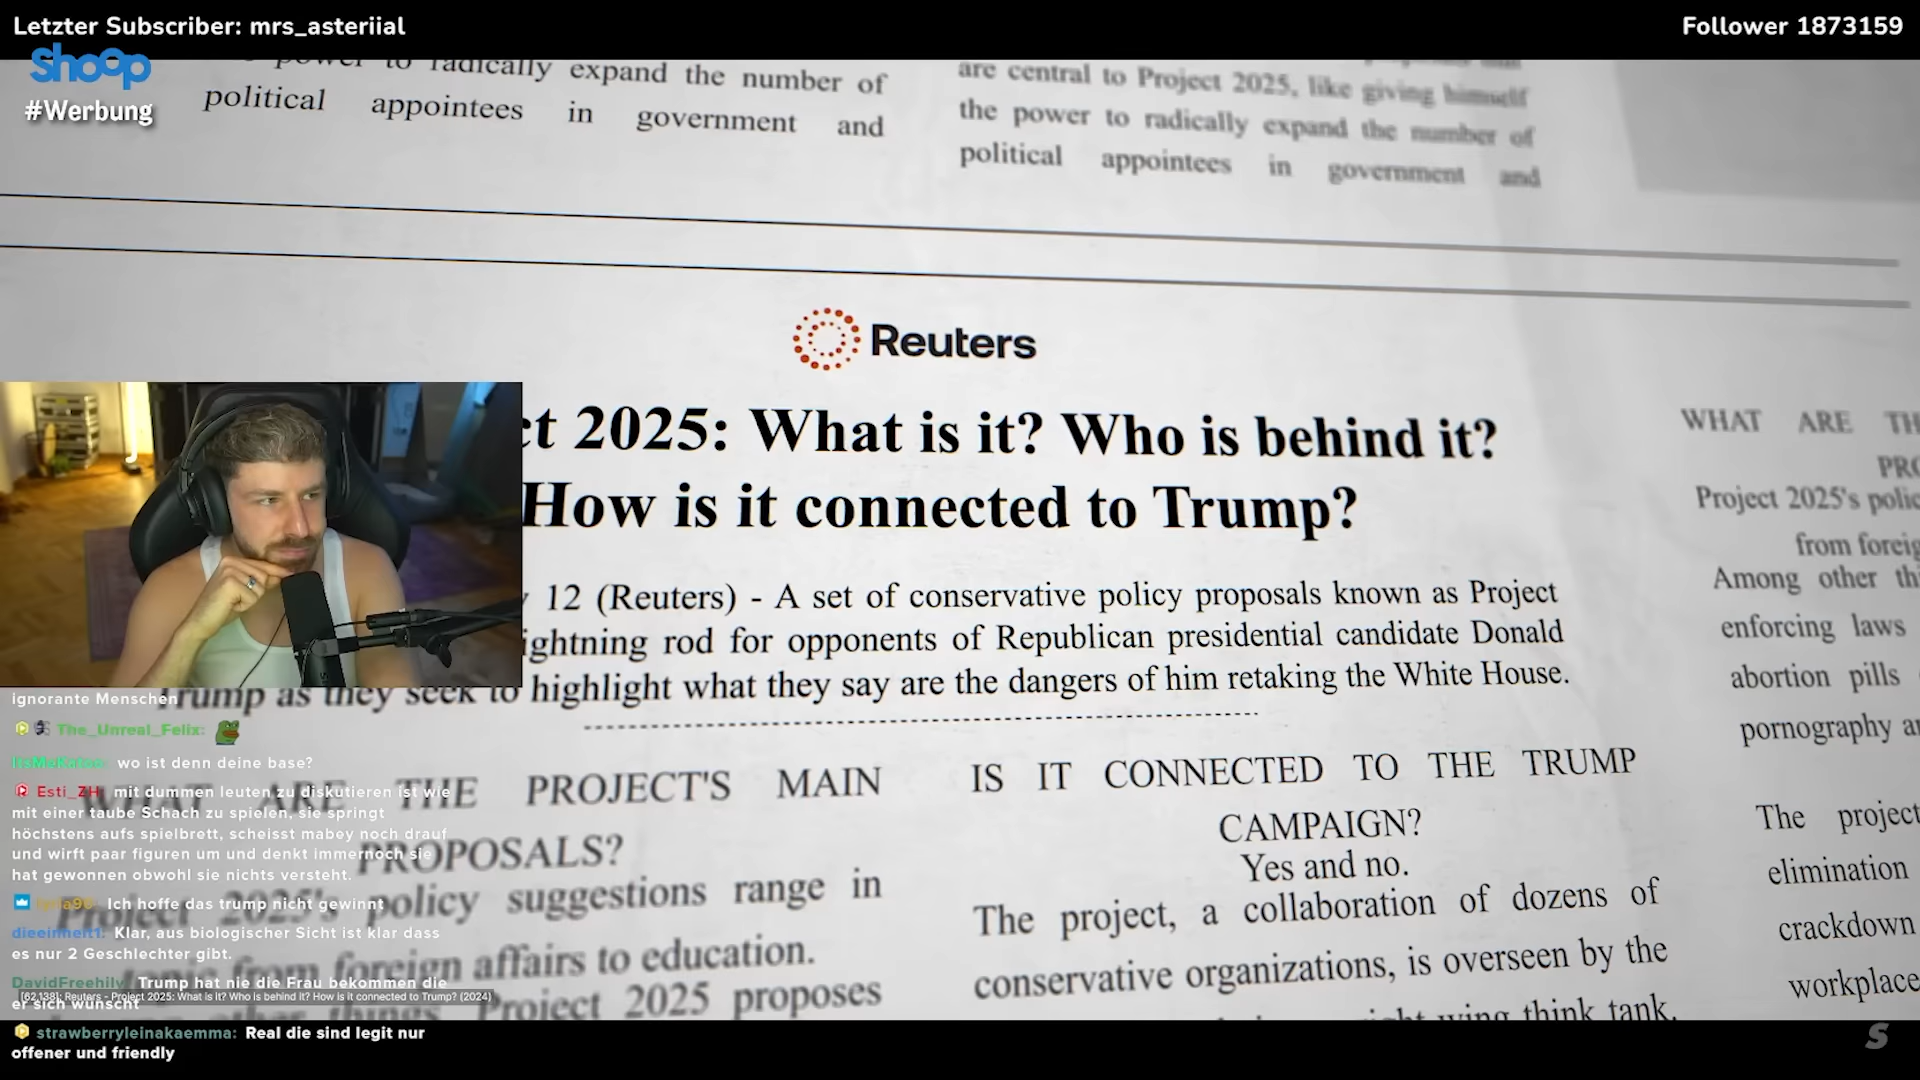 Letzter Subscriber: mrs_asteriial
Follower 1873159
shoop
#Werbung
power to radically expand the number of
political appointees in government and
are central to Project 2025, like giving himself
the power to radically expand the number of
political appointees in government and
Reuters
ct 2025: What is it? Who is behind it?
How is it connected to Trump?
12 (Reuters) - A set of conservative policy proposals known as Project
ightning rod for opponents of Republican presidential candidate Donald
Trump as they seek to highlight what they say are the dangers of him retaking the White House.
WHAT ARE THE PROJECT'S MAIN
PROPOSALS?
Project 2025's policy suggestions range in
topic from foreign affairs to education.
other things, Project 2025 proposes
IS IT CONNECTED TO THE TRUMP
CAMPAIGN?
Yes and no.
The project, a collaboration of dozens of
conservative organizations, is overseen by the
right wing think tank.
WHAT ARE TH
PRO
Project 2025's polic
from foreig
Among other thi
enforcing laws
abortion pills
pornography an
The project
elimination
crackdown
workplace
ignorante Menschen
The_Unreal_Felix:
ItsMeKaton: wo ist denn deine base?
Esti_ZH: mit dummen leuten zu diskutieren ist wie
mit einer taube Schach zu spielen, sie springt
höchstens aufs spielbrett, scheisst mabey noch drauf
und wirft paar figuren um und denkt immernoch sie
hat gewonnen obwohl sie nichts versteht.
Ich hoffe das trump nicht gewinnt
dieeinheit1: Klar, aus biologischer Sicht ist klar dass
es nur 2 Geschlechter gibt.
DavidFreehily: Trump hat nie die Frau bekommen die
er sich wünscht
[62,138]: Reuters - Project 2025: What is it? Who is behind it? How is it connected to Trump? (2024)
strawberryleinakaemma: Real die sind legit nur
offener und friendly
S